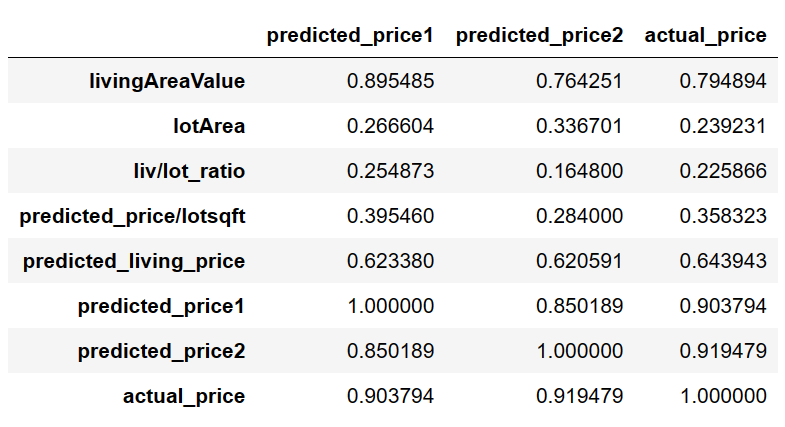 predicted_price1 predicted_price2 actual_price
livingAreaValue 0.895485 0.764251 0.794894
lotArea 0.266604 0.336701 0.239231
liv/lot_ratio 0.254873 0.164800 0.225866
predicted_price/lotsqft 0.395460 0.284000 0.358323
predicted_living_price 0.623380 0.620591 0.643943
predicted_price1 1.000000 0.850189 0.903794
predicted_price2 0.850189 1.000000 0.919479
actual_price 0.903794 0.919479 1.000000